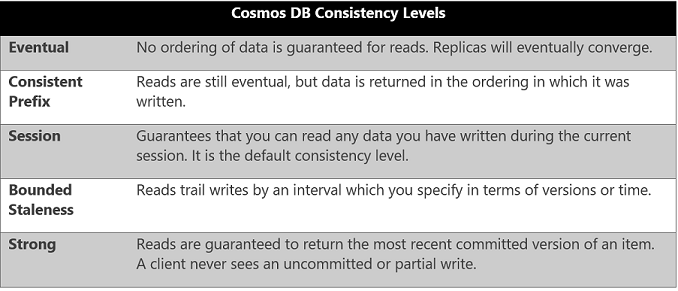 Cosmos DB Consistency Levels
Eventual No ordering of data is guaranteed for reads. Replicas will eventually converge.
Consistent Prefix Reads are still eventual, but data is returned in the ordering in which it was
written.
Session Guarantees that you can read any data you have written during the current
session. It is the default consistency level.
Bounded Staleness Reads trail writes by an interval which you specify in terms of versions or time.
Strong Reads are guaranteed to return the most recent committed version of an item.
A client never sees an uncommitted or partial write.